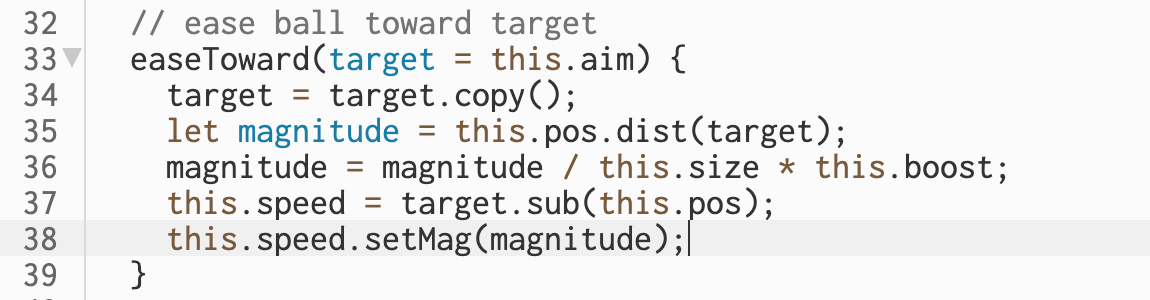 32 // ease ball toward target
33 easeToward(target = this.aim) {
34 target = target.copy();
35 let magnitude = this.pos.dist(target);
36 magnitude = magnitude / this.size * this.boost;
37 this.speed = target.sub(this.pos);
38 this.speed.setMag(magnitude);
39 }